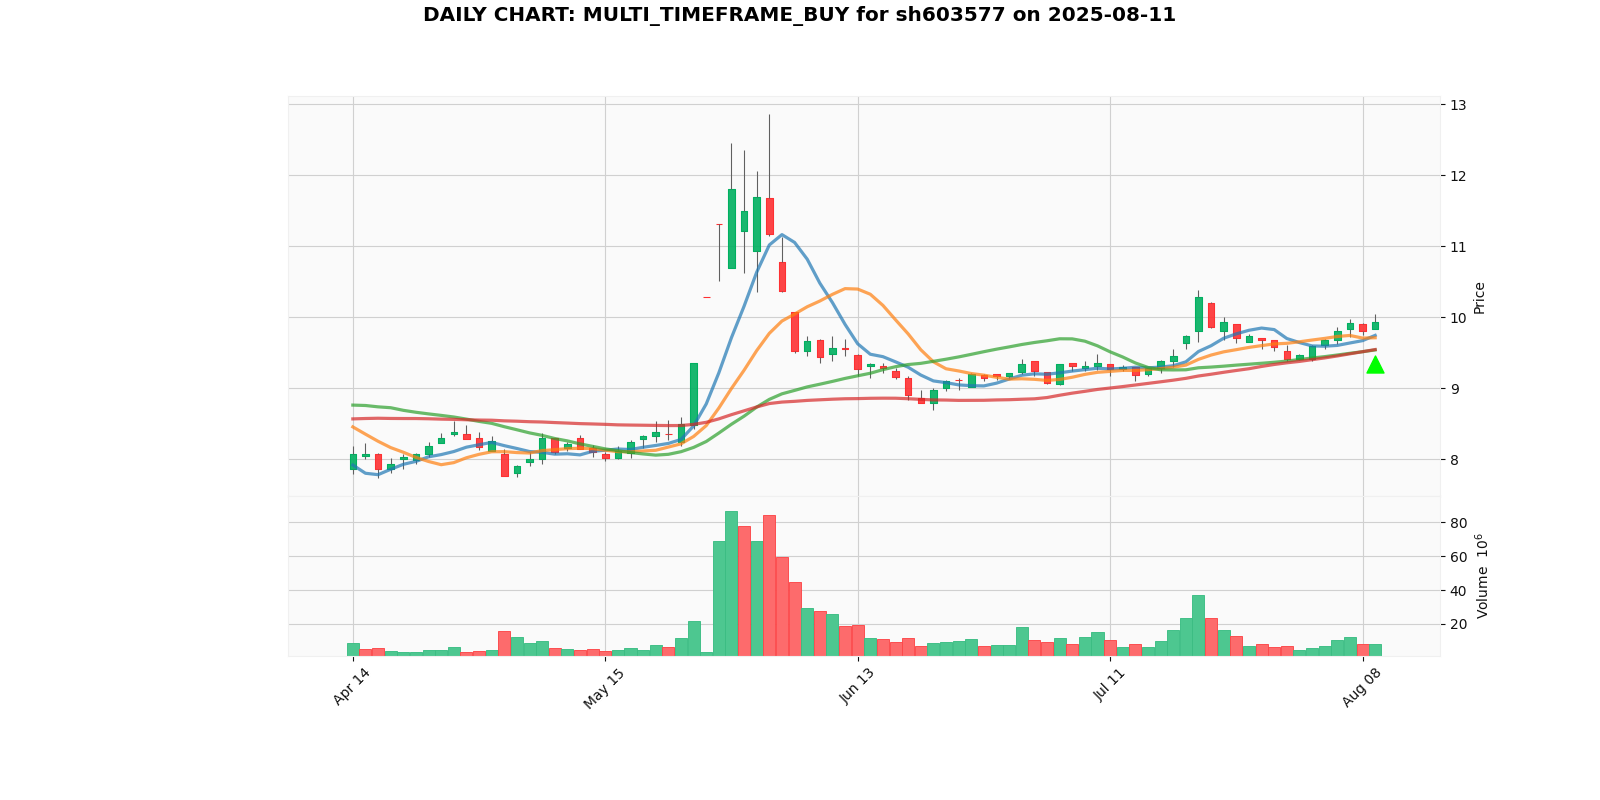 DAILY CHART: MULTI_TIMEFRAME_BUY for sh603577 on 2025-08-11
13
12
11
10
9
8
Price
80
60
40
20
Volume 10⁶
Apr 14
May 15
Jun 13
Jul 11
Aug 08